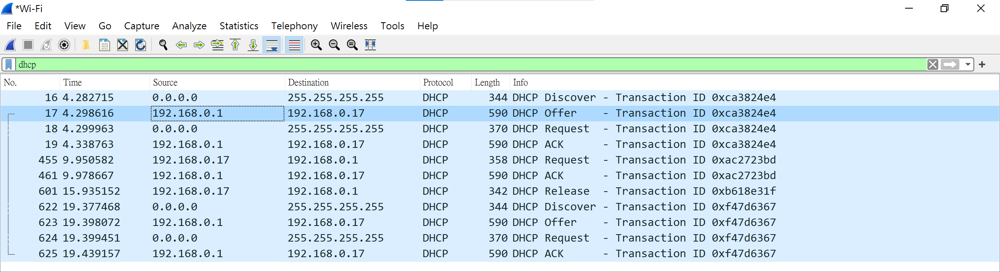 *Wi-Fi
File Edit View Go Capture Analyze Statistics Telephony Wireless Tools Help
dhcp
No. Time Source Destination Protocol Length Info
16 4.282715 0.0.0.0 255.255.255.255 DHCP 344 DHCP Discover - Transaction ID 0xca3824e4
17 4.298616 192.168.0.1 192.168.0.17 DHCP 590 DHCP Offer - Transaction ID 0xca3824e4
18 4.299963 0.0.0.0 255.255.255.255 DHCP 370 DHCP Request - Transaction ID 0xca3824e4
19 4.338763 192.168.0.1 192.168.0.17 DHCP 590 DHCP ACK - Transaction ID 0xca3824e4
455 9.950582 192.168.0.17 192.168.0.1 DHCP 358 DHCP Request - Transaction ID 0xac2723bd
461 9.978667 192.168.0.1 192.168.0.17 DHCP 590 DHCP ACK - Transaction ID 0xac2723bd
601 15.935152 192.168.0.17 192.168.0.1 DHCP 342 DHCP Release - Transaction ID 0xb618e31f
622 19.377468 0.0.0.0 255.255.255.255 DHCP 344 DHCP Discover - Transaction ID 0xf47d6367
623 19.398072 192.168.0.1 192.168.0.17 DHCP 590 DHCP Offer - Transaction ID 0xf47d6367
624 19.399451 0.0.0.0 255.255.255.255 DHCP 370 DHCP Request - Transaction ID 0xf47d6367
625 19.439157 192.168.0.1 192.168.0.17 DHCP 590 DHCP ACK - Transaction ID 0xf47d6367